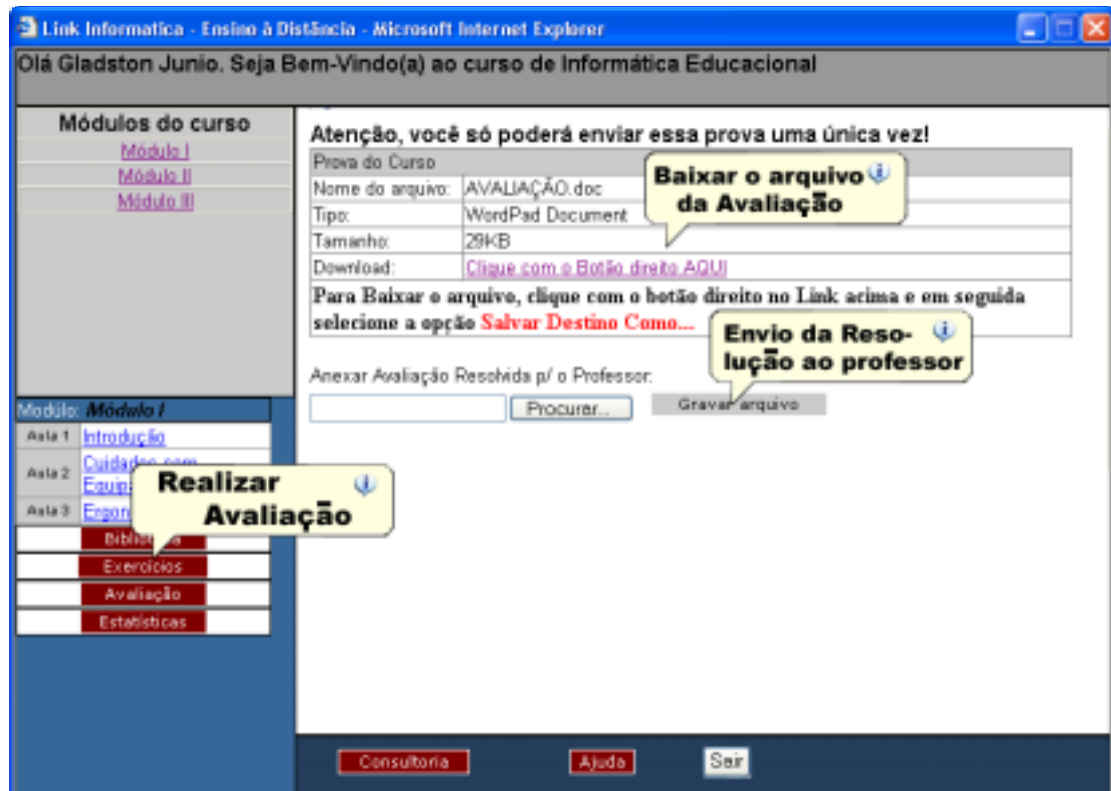 Link Informatica - Ensino à Distância - Microsoft Internet Explorer
Olá Gladston Junio. Seja Bem-Vindo(a) ao curso de Informática Educacional
Módulos do curso
Módulo I
Módulo II
Módulo III
Atenção, você só poderá enviar essa prova uma única vez!
Prova do Curso
Nome do arquivo: AVALIAÇÃO.doc
Tipo: WordPad Document
Tamanho: 29KB
Download: Clique com o Botão direito AQUI
Baixar o arquivo
da Avaliação
Para Baixar o arquivo, clique com o botão direito no Link acima e em seguida
selecione a opção Salvar Destino Como...
Envio da Reso-
lução ao professor
Anexar Avaliação Resolvida p/ o Professor:
Procurar... Gravar arquivo
Modúlo: Módulo I
Aula 1 Introdução
Aula 2 Cuidados com
Aula 3
Realizar
Avaliação
Exercícios
Avaliação
Estatísticas
Consultoria Ajuda Sair